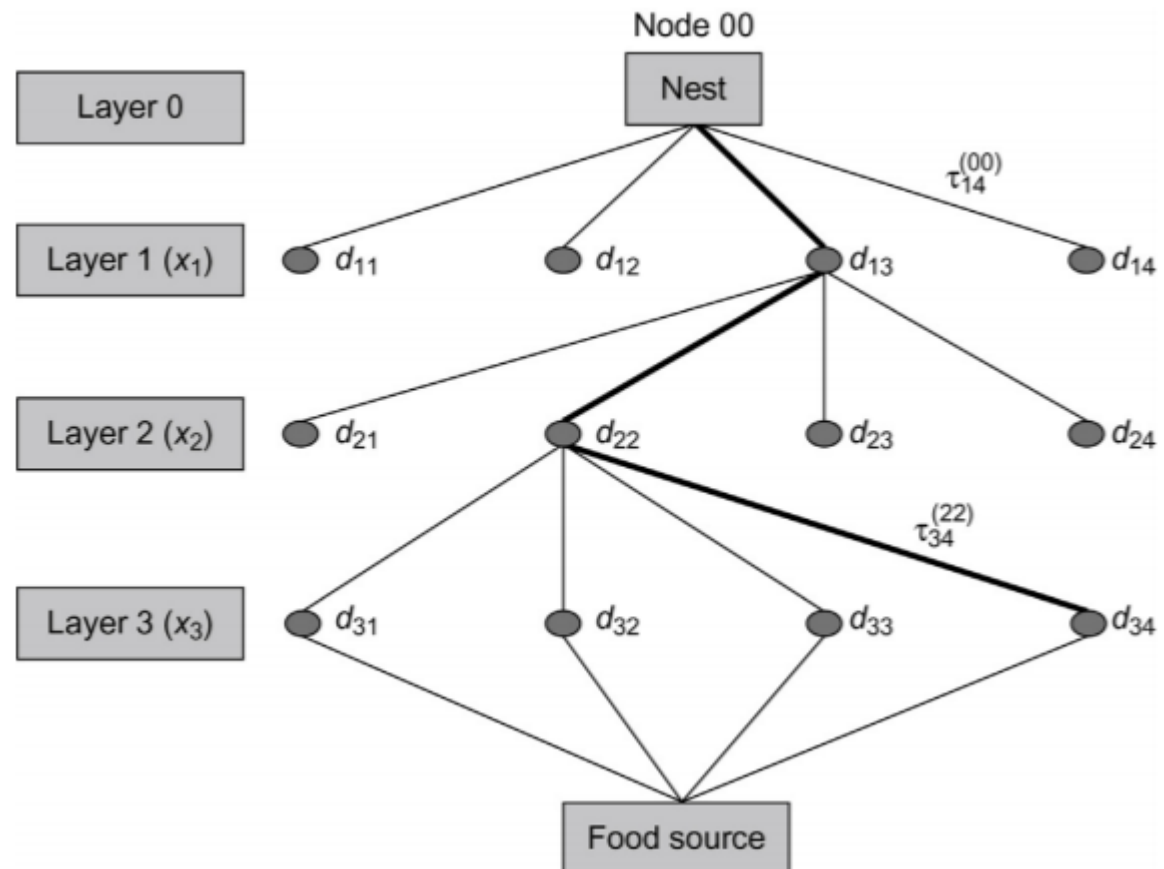 Node 00
Layer 0
Nest
τ₁₄⁽⁰⁰⁾
Layer 1 (x₁)
d₁₁
d₁₂
d₁₃
d₁₄
Layer 2 (x₂)
d₂₁
d₂₂
d₂₃
d₂₄
τ₃₄⁽²²⁾
Layer 3 (x₃)
d₃₁
d₃₂
d₃₃
d₃₄
Food source